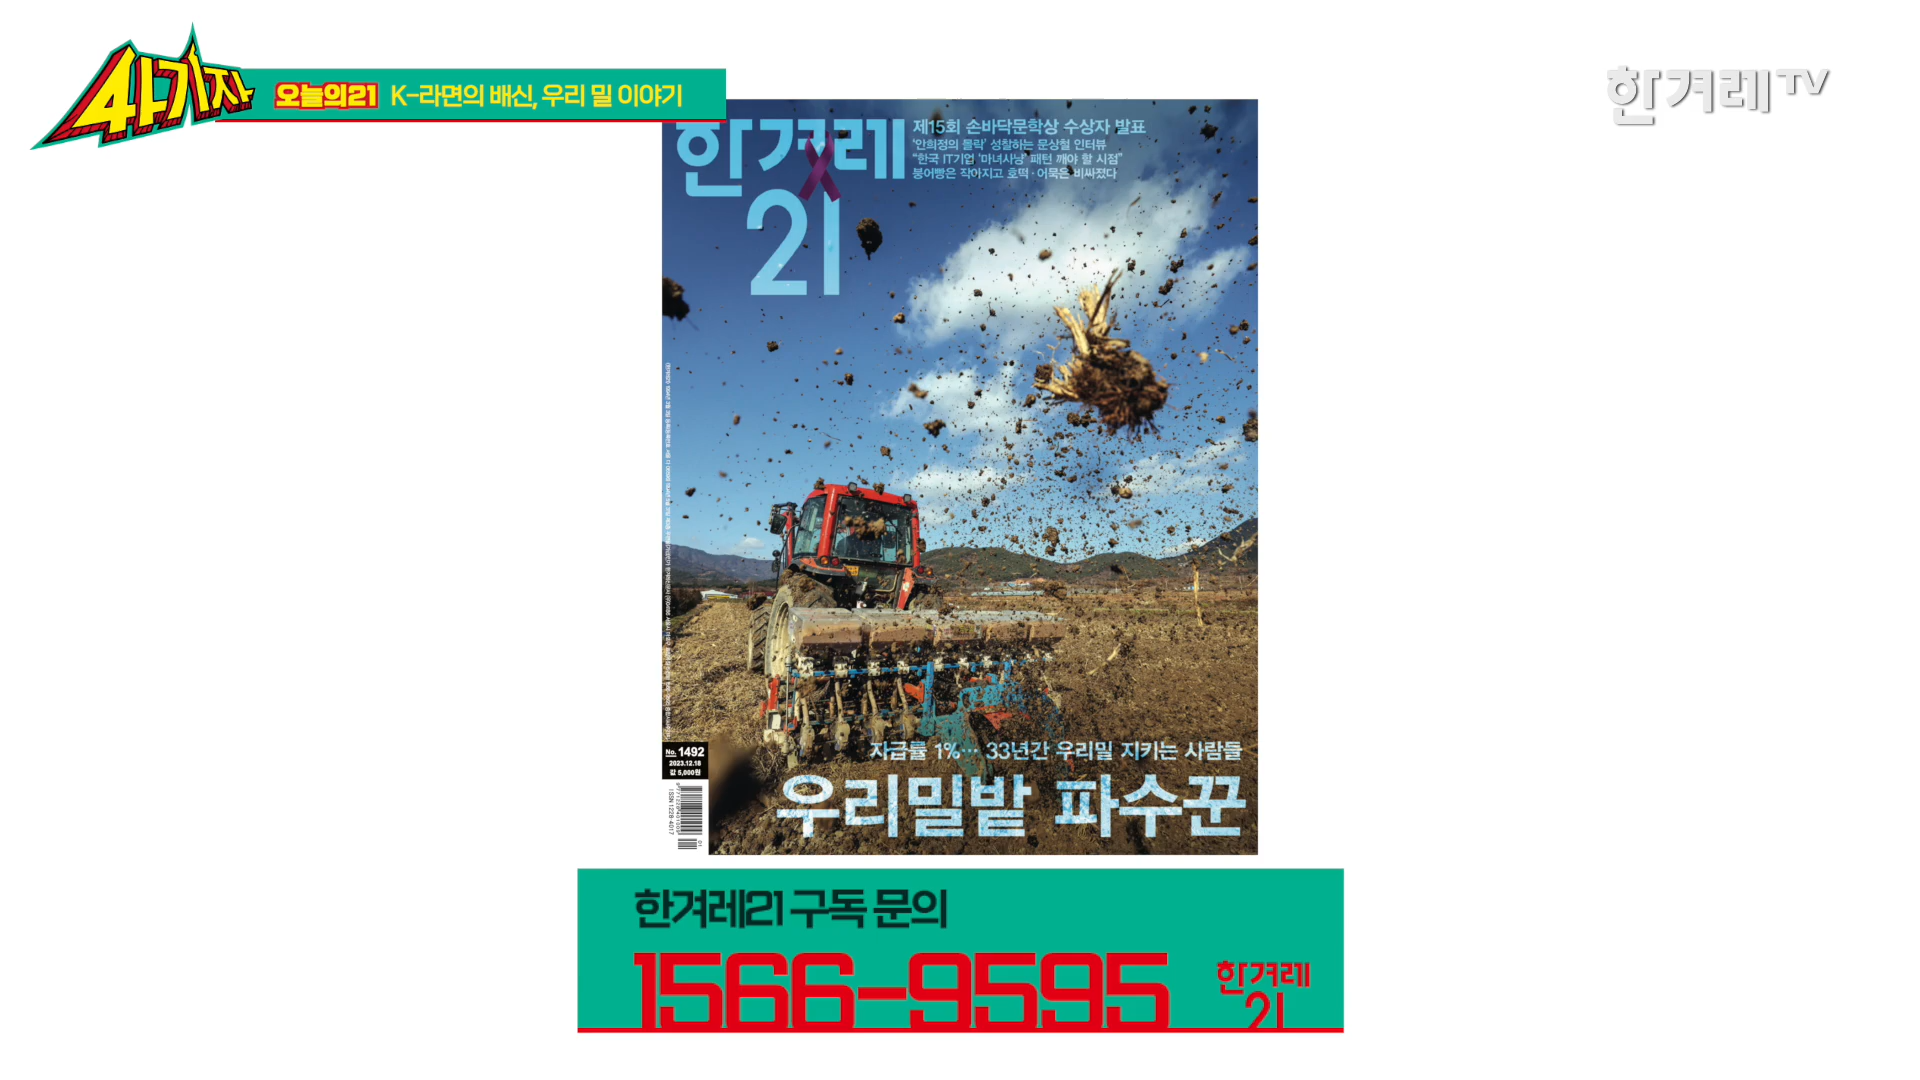 4사기자
오늘의21 K-라면의 배신, 우리 밀 이야기
한겨레TV
한겨레
21
제15회 손바닥문학상 수상자 발표
‘안희정의 몰락’ 성찰하는 문상철 인터뷰
“한국 IT기업 ‘마녀사냥’ 패턴 깨야 할 시점”
붕어빵은 작아지고 호떡·어묵은 비싸졌다
자급률 1%… 33년간 우리밀 지키는 사람들
우리밀밭 파수꾼
No. 1492
2023.12.18
값 5,000원
ISSN 1228-4017
한겨레21 구독 문의
1566-9595
한겨레
21